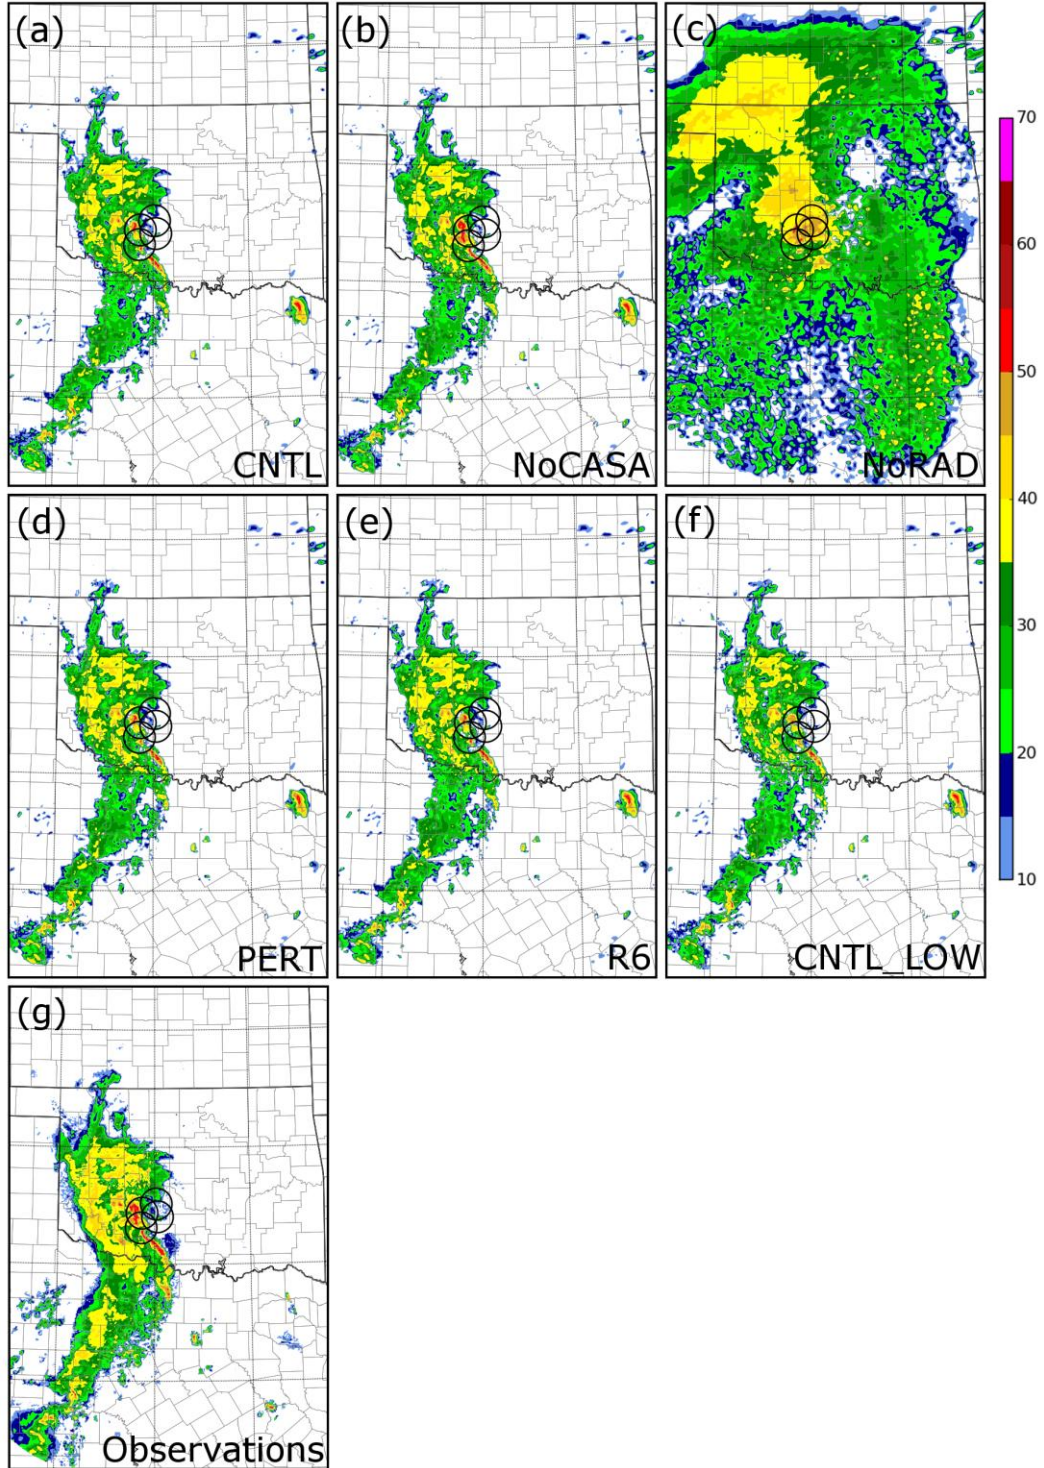 (a)
CNTL
(b)
NoCASA
(c)
NoRAD
(d)
PERT
(e)
R6
(f)
CNTL_LOW
(g)
Observations
70
60
50
40
30
20
10